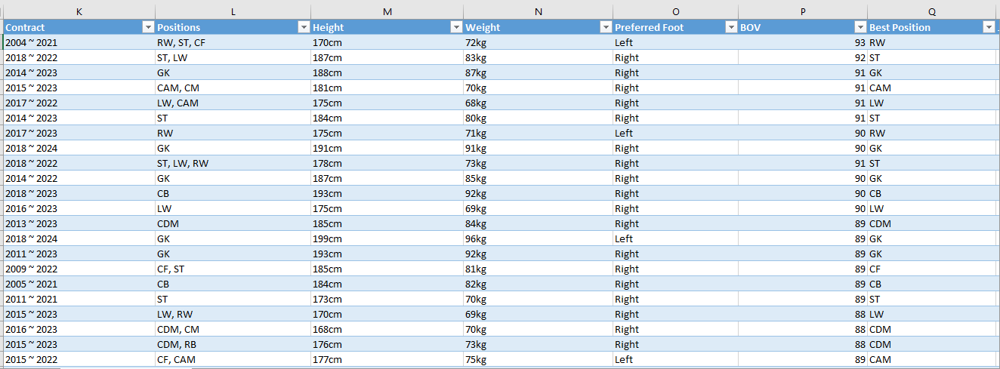 K L M N O P Q
Contract Positions Height Weight Preferred Foot BOV Best Position
2004 ~ 2021 RW, ST, CF 170cm 72kg Left 93 RW
2018 ~ 2022 ST, LW 187cm 83kg Right 92 ST
2014 ~ 2023 GK 188cm 87kg Right 91 GK
2015 ~ 2023 CAM, CM 181cm 70kg Right 91 CAM
2017 ~ 2022 LW, CAM 175cm 68kg Right 91 LW
2014 ~ 2023 ST 184cm 80kg Right 91 ST
2017 ~ 2023 RW 175cm 71kg Left 90 RW
2018 ~ 2024 GK 191cm 91kg Right 90 GK
2018 ~ 2022 ST, LW, RW 178cm 73kg Right 91 ST
2014 ~ 2022 GK 187cm 85kg Right 90 GK
2018 ~ 2023 CB 193cm 92kg Right 90 CB
2016 ~ 2023 LW 175cm 69kg Right 90 LW
2013 ~ 2023 CDM 185cm 84kg Right 89 CDM
2018 ~ 2024 GK 199cm 96kg Left 89 GK
2011 ~ 2023 GK 193cm 92kg Right 89 GK
2009 ~ 2022 CF, ST 185cm 81kg Right 89 CF
2005 ~ 2021 CB 184cm 82kg Right 89 CB
2011 ~ 2021 ST 173cm 70kg Right 89 ST
2015 ~ 2023 LW, RW 170cm 69kg Right 88 LW
2016 ~ 2023 CDM, CM 168cm 70kg Right 88 CDM
2015 ~ 2023 CDM, RB 176cm 73kg Right 88 CDM
2015 ~ 2022 CF, CAM 177cm 75kg Left 89 CAM